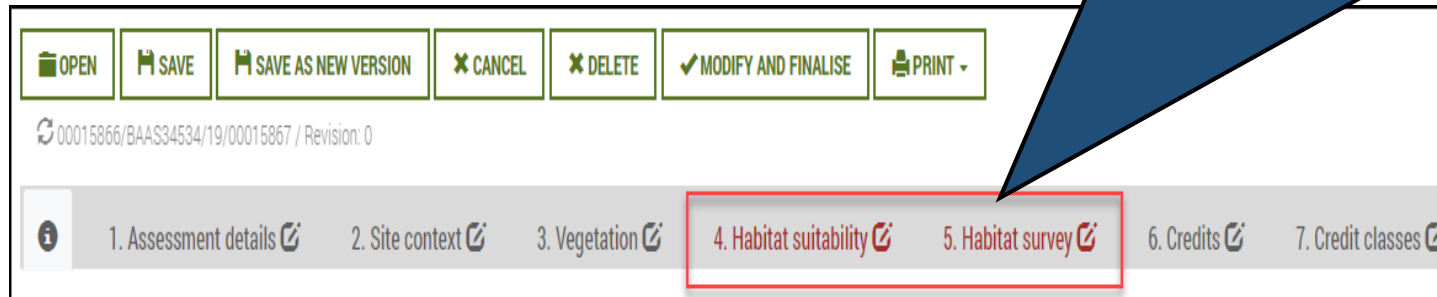 OPEN SAVE SAVE AS NEW VERSION CANCEL DELETE MODIFY AND FINALISE PRINT
00015866/BAAS34534/19/00015867 / Revision: 0
1. Assessment details 2. Site context 3. Vegetation 4. Habitat suitability 5. Habitat survey 6. Credits 7. Credit classes